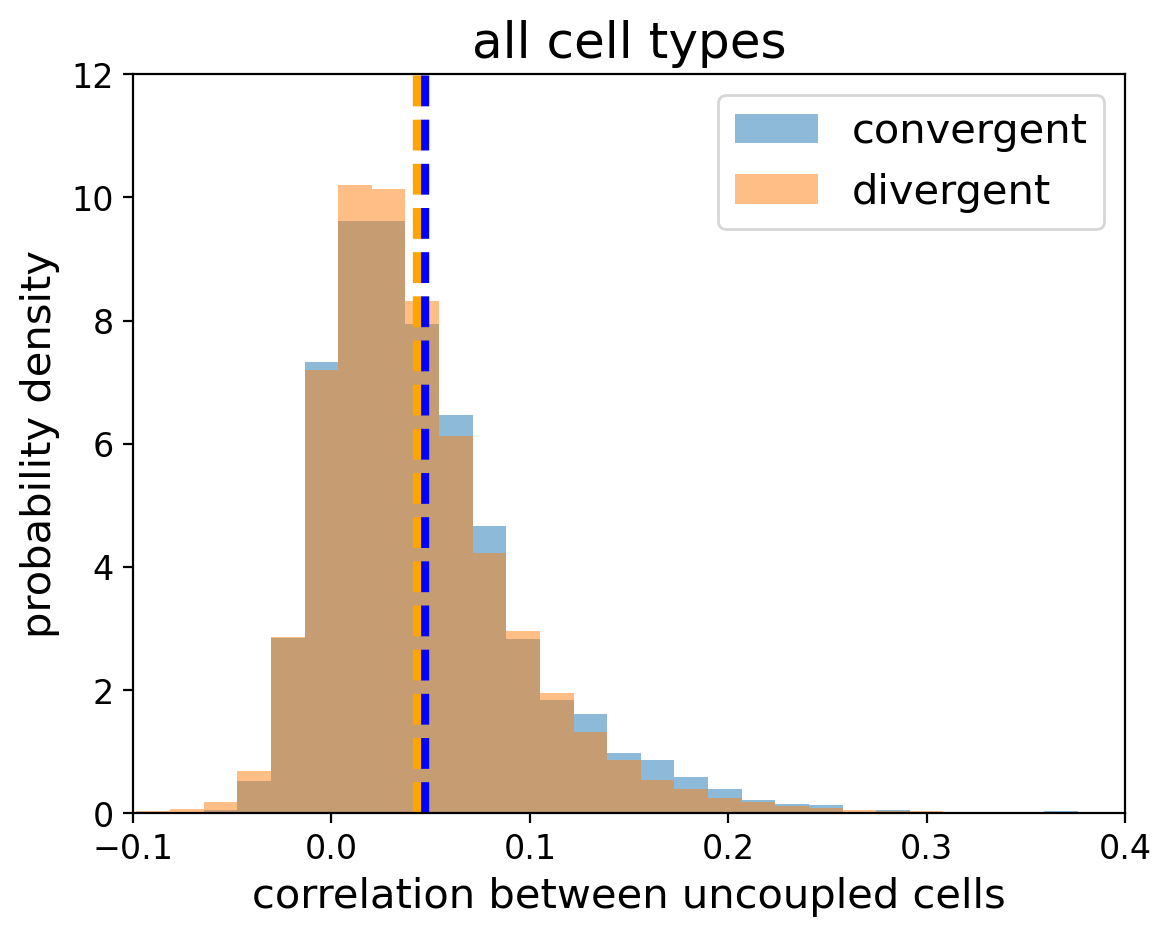 all cell types
convergent
divergent
probability density
12
10
8
6
4
2
0
−0.1
0.0
0.1
0.2
0.3
0.4
correlation between uncoupled cells